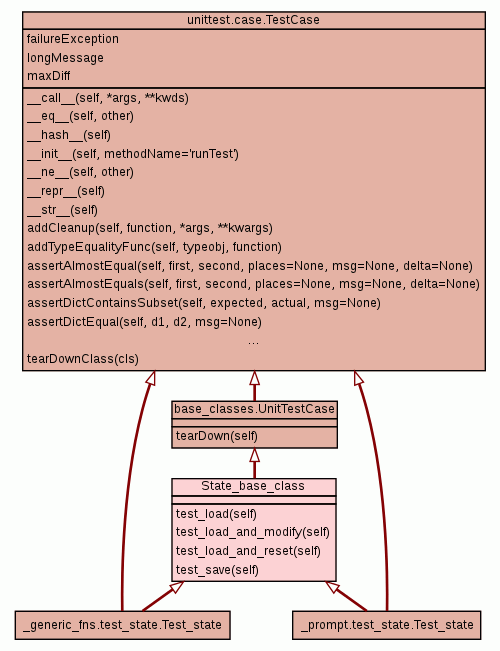 unittest.case.TestCase
failureException
longMessage
maxDiff
__call__(self, *args, **kwds)
__eq__(self, other)
__hash__(self)
__init__(self, methodName='runTest')
__ne__(self, other)
__repr__(self)
__str__(self)
addCleanup(self, function, *args, **kwargs)
addTypeEqualityFunc(self, typeobj, function)
assertAlmostEqual(self, first, second, places=None, msg=None, delta=None)
assertAlmostEquals(self, first, second, places=None, msg=None, delta=None)
assertDictContainsSubset(self, expected, actual, msg=None)
assertDictEqual(self, d1, d2, msg=None)
...
tearDownClass(cls)
base_classes.UnitTestCase
tearDown(self)
State_base_class
test_load(self)
test_load_and_modify(self)
test_load_and_reset(self)
test_save(self)
_generic_fns.test_state.Test_state
_prompt.test_state.Test_state